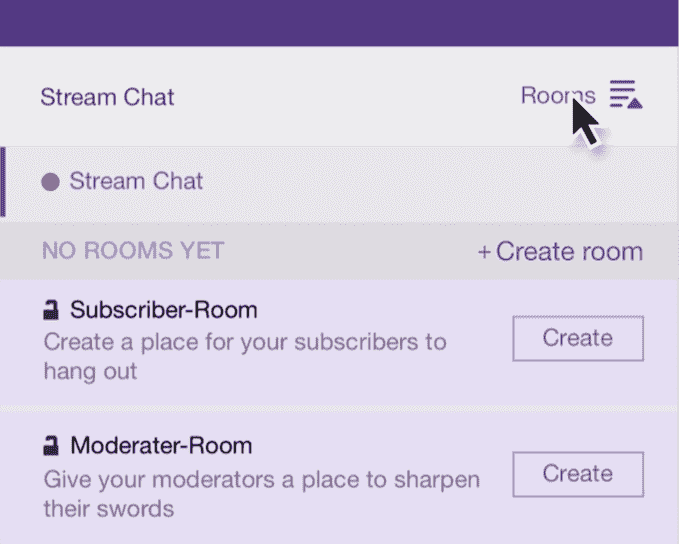 Stream Chat
Rooms
Stream Chat
NO ROOMS YET
+ Create room
Subscriber-Room
Create a place for your subscribers to
hang out
Create
Moderater-Room
Give your moderators a place to sharpen
their swords
Create